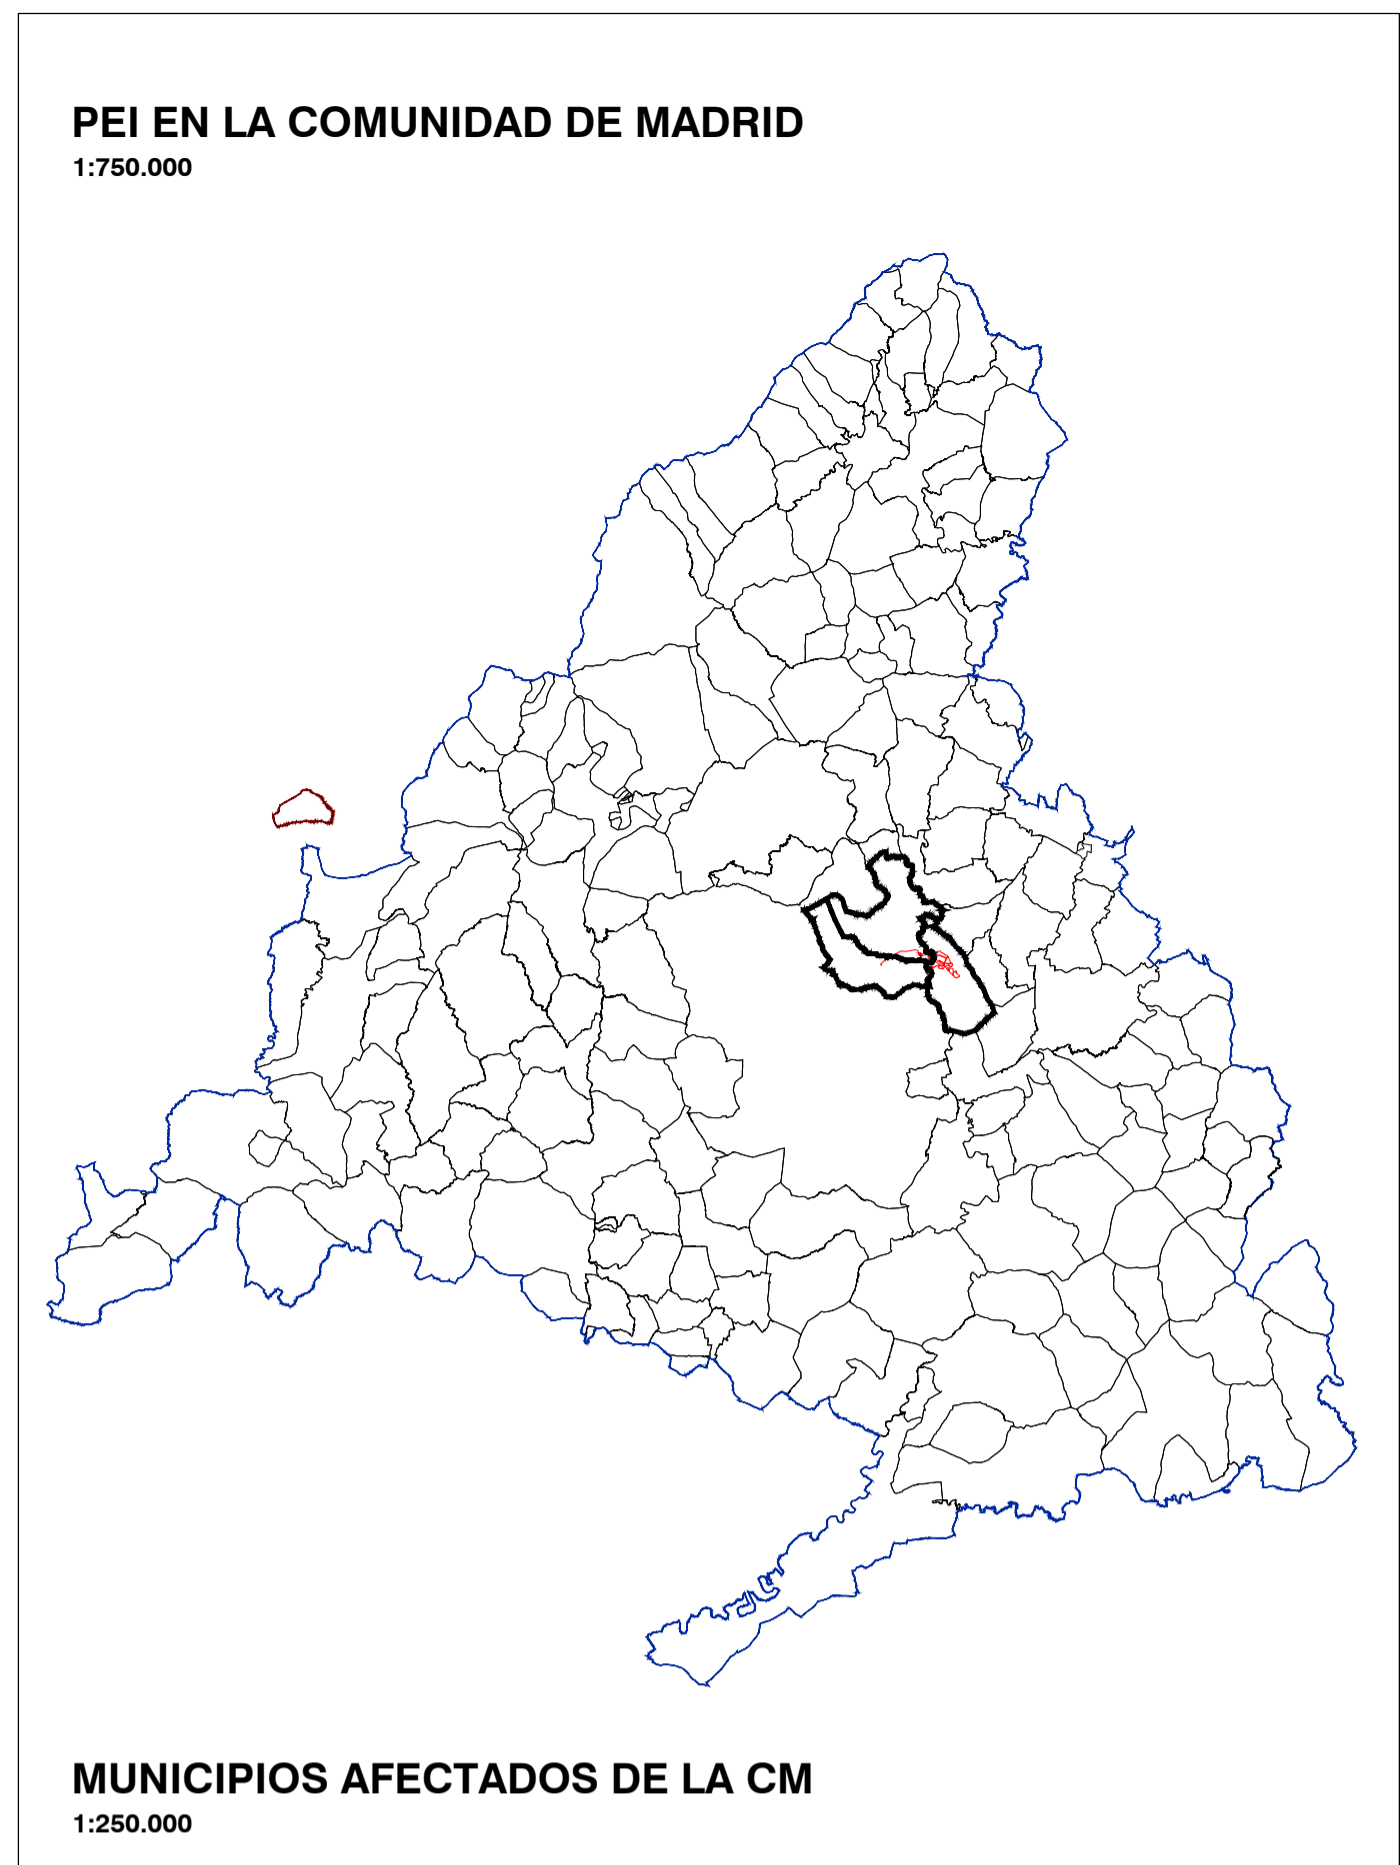 PEI EN LA COMUNIDAD DE MADRID
1:750.000
MUNICIPIOS AFECTADOS DE LA CM
1:250.000